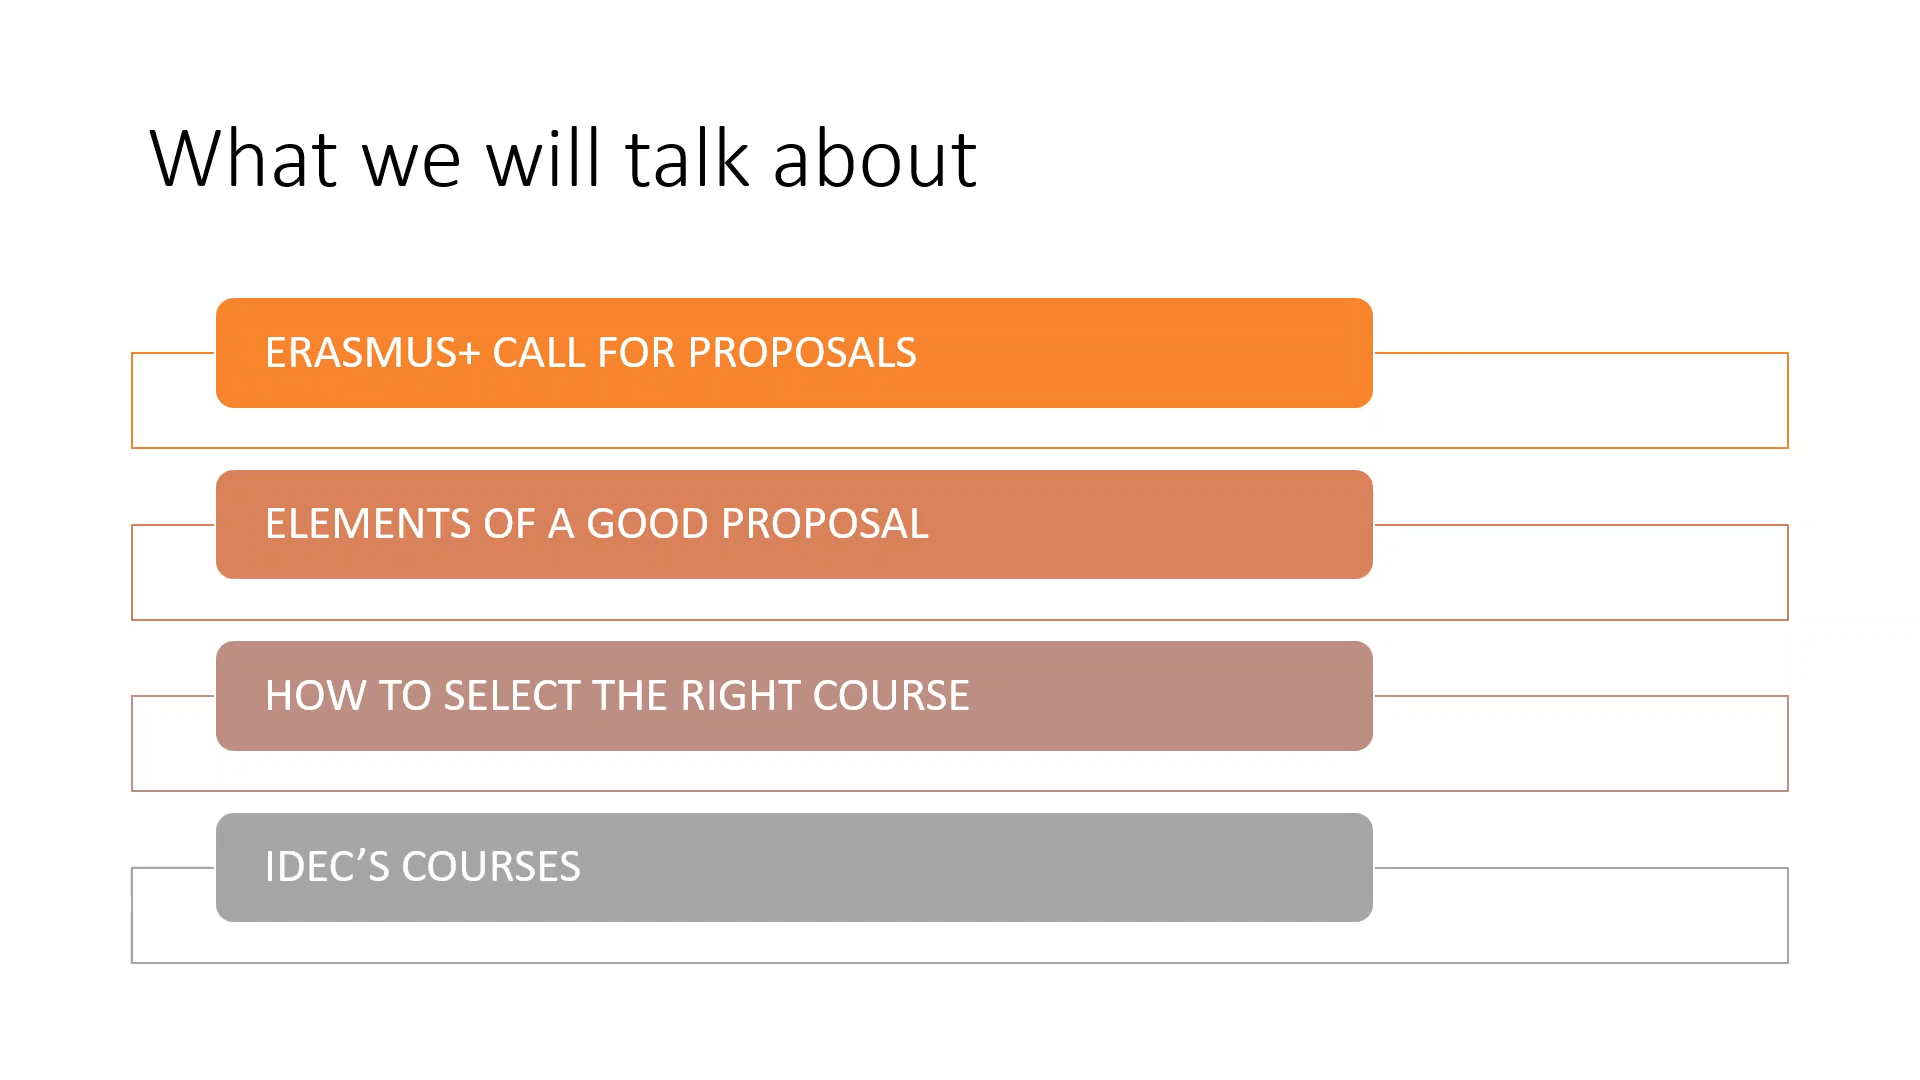 What we will talk about
ERASMUS+ CALL FOR PROPOSALS
ELEMENTS OF A GOOD PROPOSAL
HOW TO SELECT THE RIGHT COURSE
IDEC’S COURSES